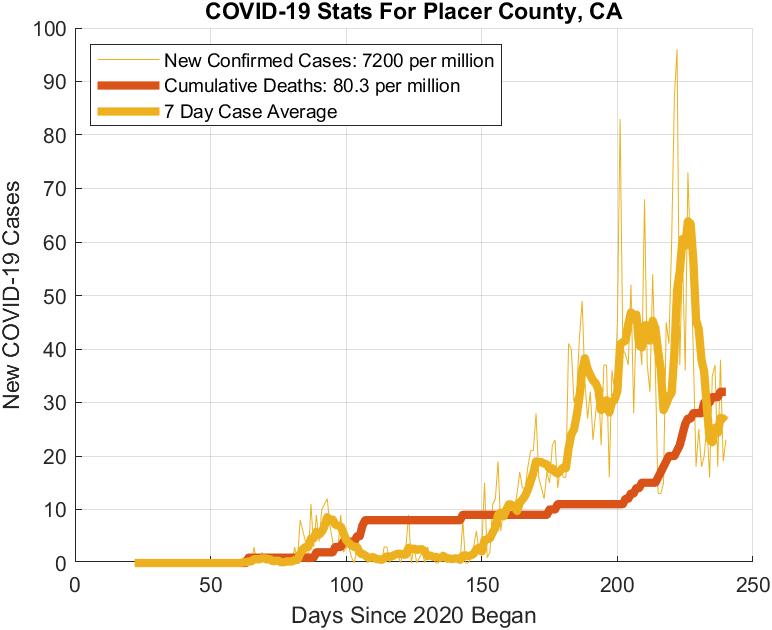 COVID-19 Stats For Placer County, CA
100
90
80
70
60
50
40
30
20
10
0
New COVID-19 Cases
New Confirmed Cases: 7200 per million
Cumulative Deaths: 80.3 per million
7 Day Case Average
0 50 100 150 200 250
Days Since 2020 Began